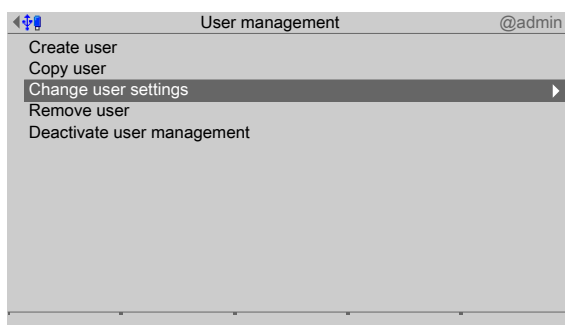 User management @admin
Create user
Copy user
Change user settings
Remove user
Deactivate user management